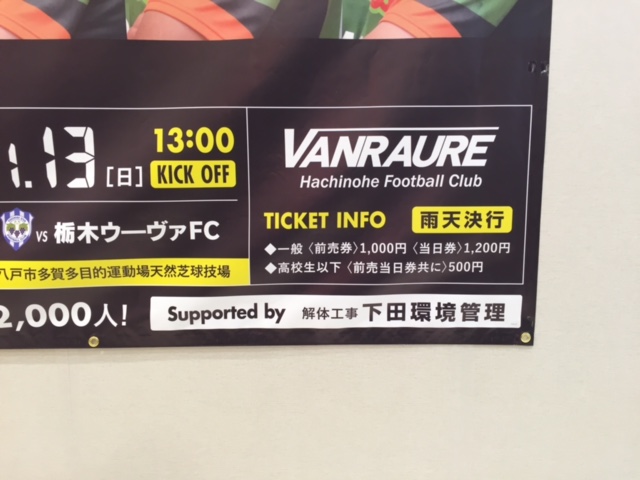 1.13 [日] 13:00 KICK OFF
VS 栃木ウーヴァFC
八戸市多賀多目的運動場天然芝球技場
VANRAURE
Hachinohe Football Club
TICKET INFO 雨天決行
◆一般〈前売券〉1,000円〈当日券〉1,200円
◆高校生以下〈前売当日券共に〉500円
2,000人!
Supported by 解体工事 下田環境管理